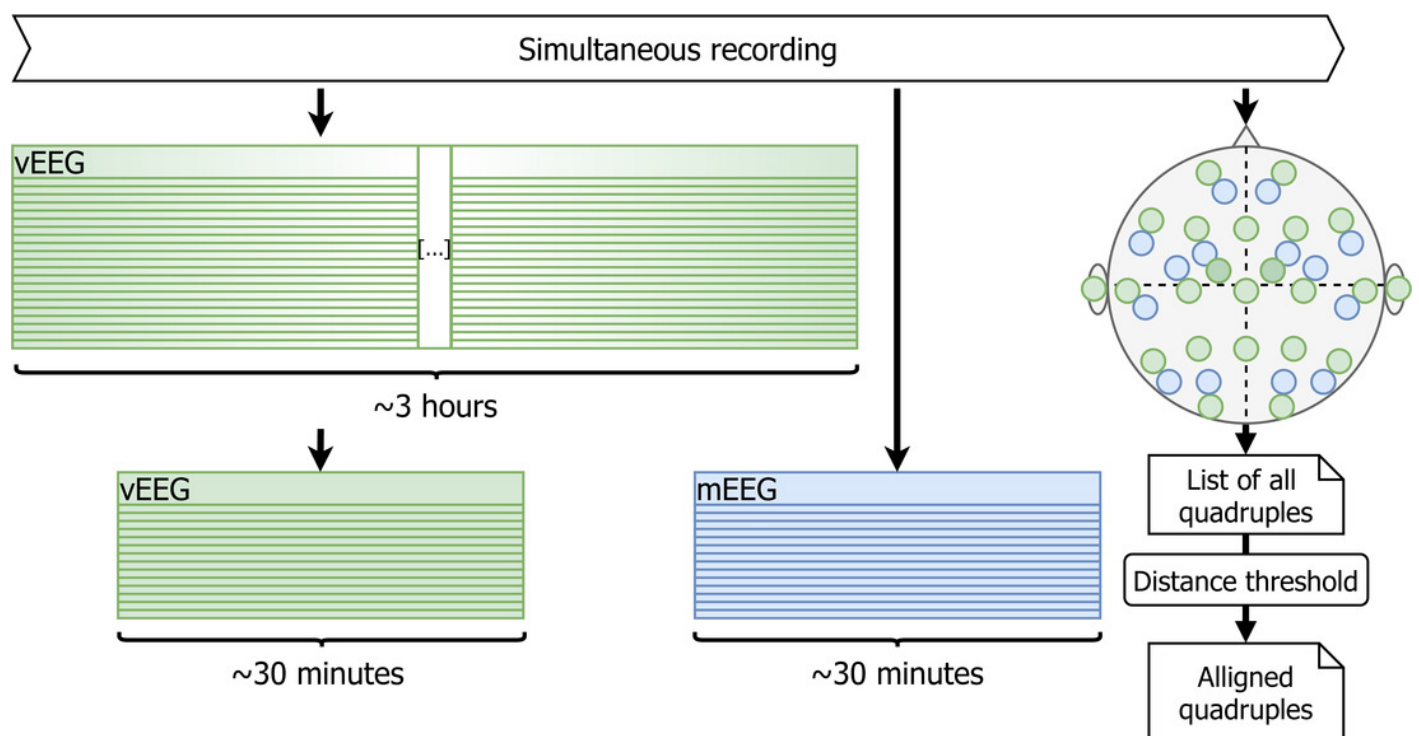 Simultaneous recording
vEEG
[...]
~3 hours
vEEG
~30 minutes
mEEG
~30 minutes
List of all
quadruples
Distance threshold
Alligned
quadruples